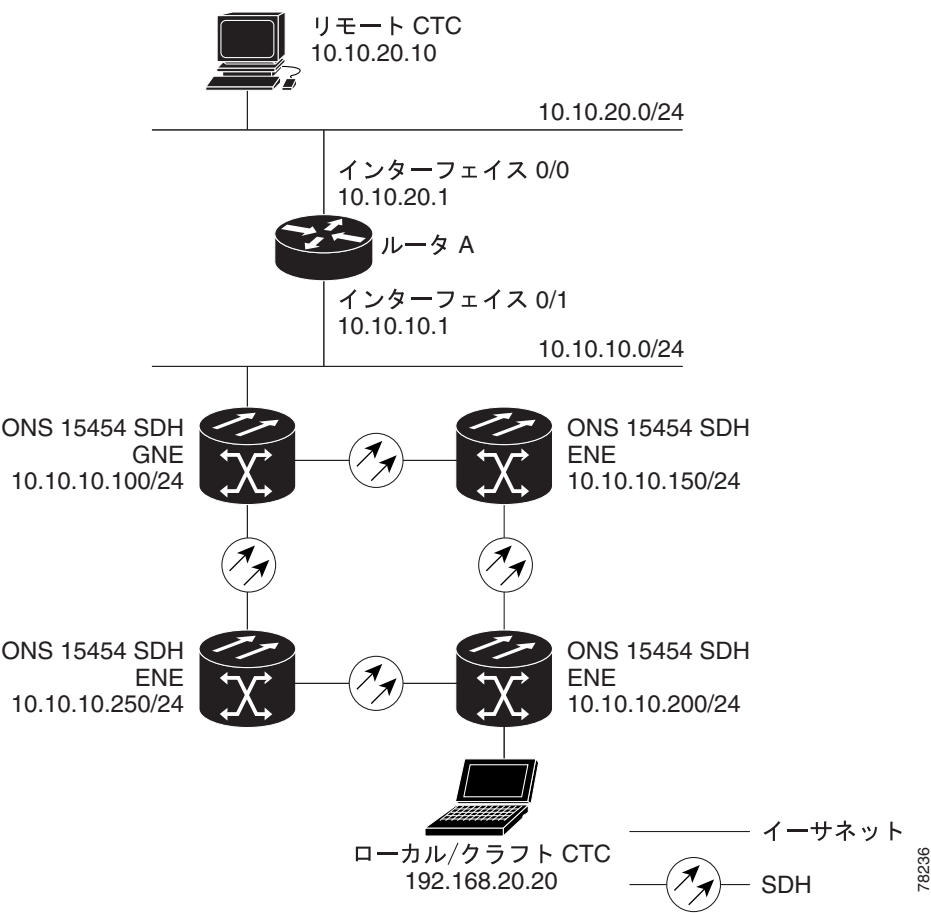 リモート CTC
10.10.20.10
10.10.20.0/24
インターフェイス 0/0
10.10.20.1
ルータ A
インターフェイス 0/1
10.10.10.1
10.10.10.0/24
ONS 15454 SDH
GNE
10.10.10.100/24
ONS 15454 SDH
ENE
10.10.10.150/24
ONS 15454 SDH
ENE
10.10.10.250/24
ONS 15454 SDH
ENE
10.10.10.200/24
ローカル/クラフト CTC
192.168.20.20
イーサネット
SDH
78236